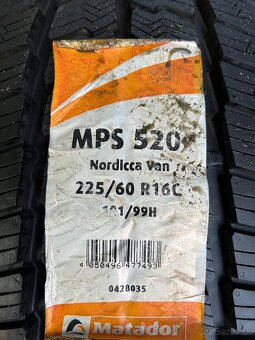 MPS 520
Nordicca Van
225/60 R16C
101/99H
4 050496 477493
0428035
Matador